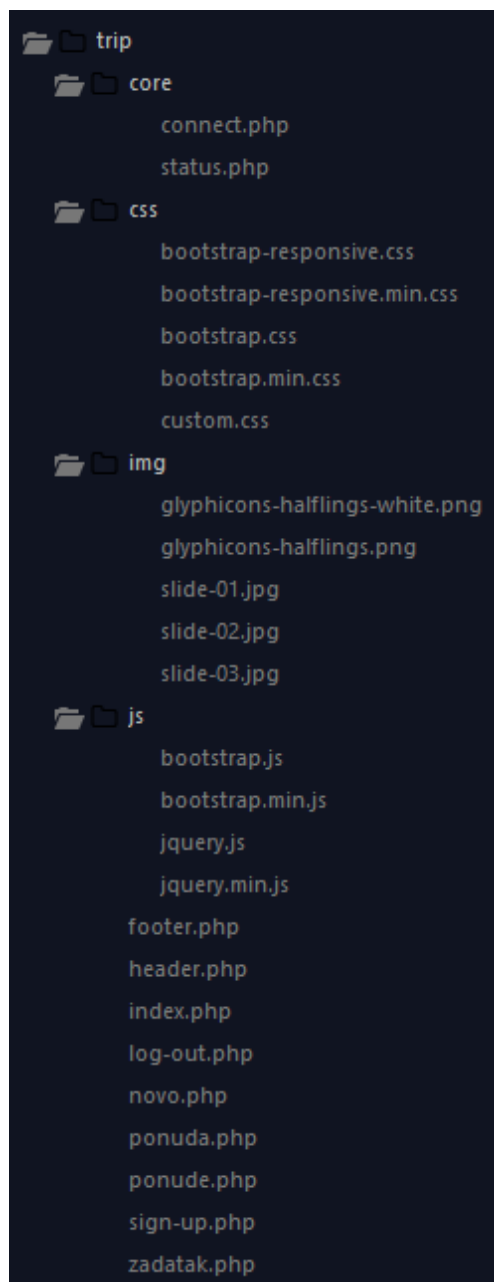 trip
core
connect.php
status.php
css
bootstrap-responsive.css
bootstrap-responsive.min.css
bootstrap.css
bootstrap.min.css
custom.css
img
glyphicons-halflings-white.png
glyphicons-halflings.png
slide-01.jpg
slide-02.jpg
slide-03.jpg
js
bootstrap.js
bootstrap.min.js
jquery.js
jquery.min.js
footer.php
header.php
index.php
log-out.php
novo.php
ponuda.php
ponude.php
sign-up.php
zadatak.php